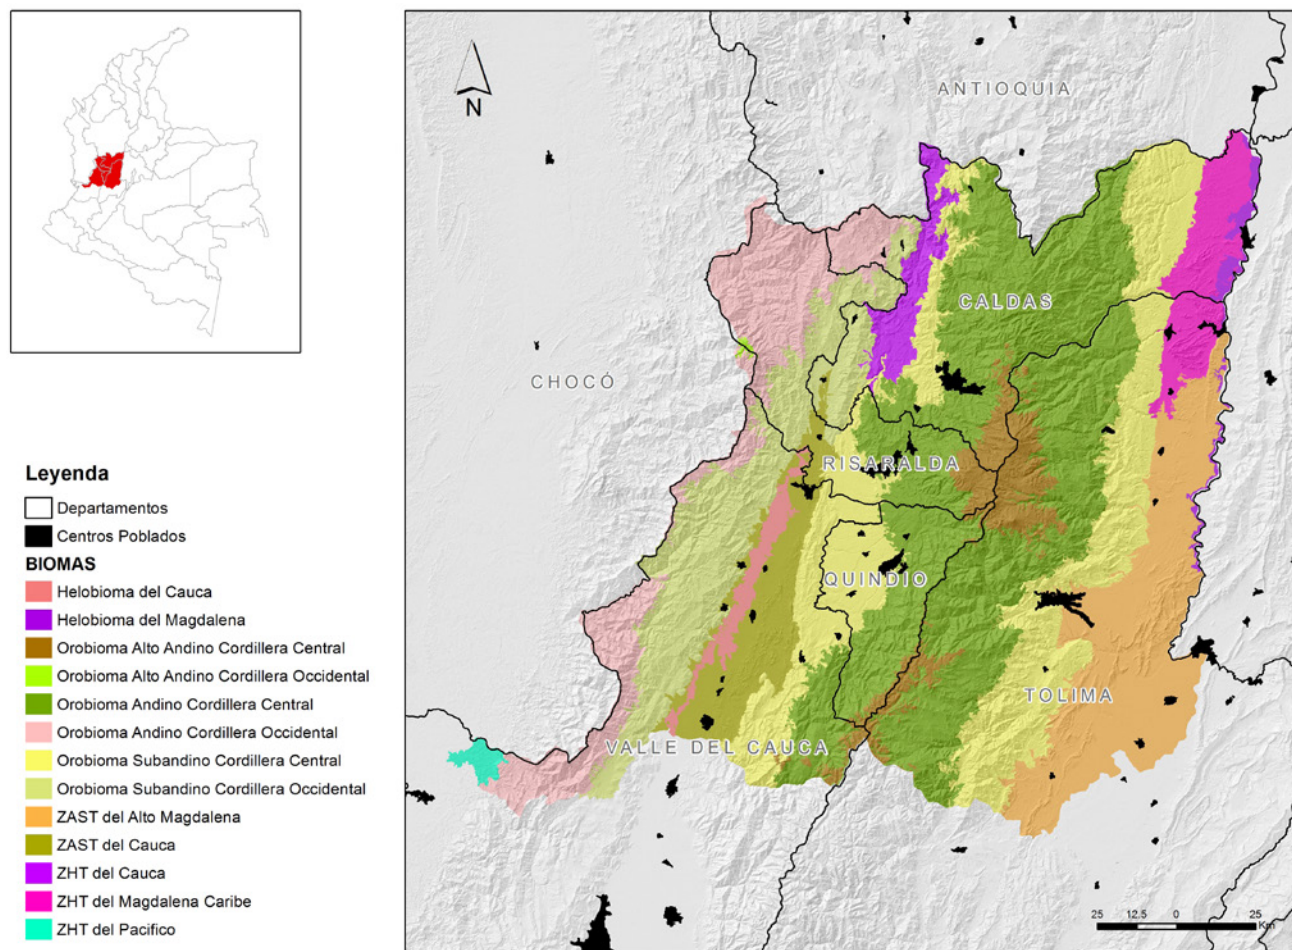 N
ANTIOQUIA
CALDAS
CHOCÓ
RISARALDA
QUINDIO
TOLIMA
VALLE DEL CAUCA
Leyenda
Departamentos
Centros Poblados
BIOMAS
Helobioma del Cauca
Helobioma del Magdalena
Orobioma Alto Andino Cordillera Central
Orobioma Alto Andino Cordillera Occidental
Orobioma Andino Cordillera Central
Orobioma Andino Cordillera Occidental
Orobioma Subandino Cordillera Central
Orobioma Subandino Cordillera Occidental
ZAST del Alto Magdalena
ZAST del Cauca
ZHT del Cauca
ZHT del Magdalena Caribe
ZHT del Pacifico
25 12.5 0 25
Km